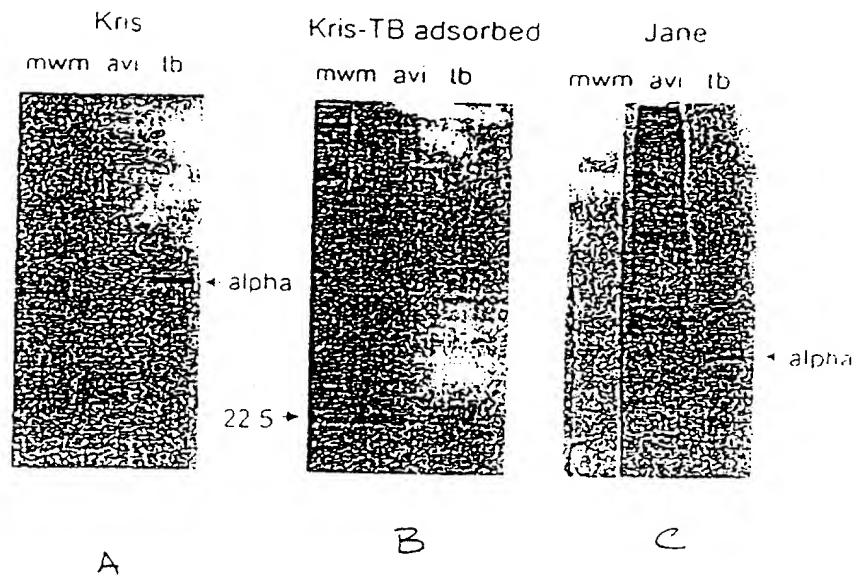 Kris
mwm avi tb
alpha
A
Kris-TB adsorbed
mwm avi tb
22 5
B
Jane
mwm avi tb
alpha
C